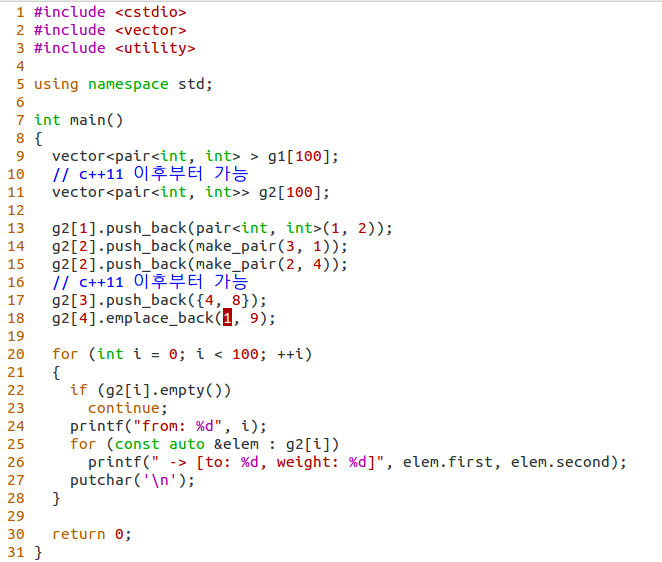 1 #include <cstdio>
2 #include <vector>
3 #include <utility>
4
5 using namespace std;
6
7 int main()
8 {
9   vector<pair<int, int> > g1[100];
10   // c++11 이후부터 가능
11   vector<pair<int, int>> g2[100];
12
13   g2[1].push_back(pair<int, int>(1, 2));
14   g2[2].push_back(make_pair(3, 1));
15   g2[2].push_back(make_pair(2, 4));
16   // c++11 이후부터 가능
17   g2[3].push_back({4, 8});
18   g2[4].emplace_back(1, 9);
19
20   for (int i = 0; i < 100; ++i)
21   {
22     if (g2[i].empty())
23       continue;
24     printf("from: %d", i);
25     for (const auto &elem : g2[i])
26       printf(" -> [to: %d, weight: %d]", elem.first, elem.second);
27     putchar('\n');
28   }
29
30   return 0;
31 }